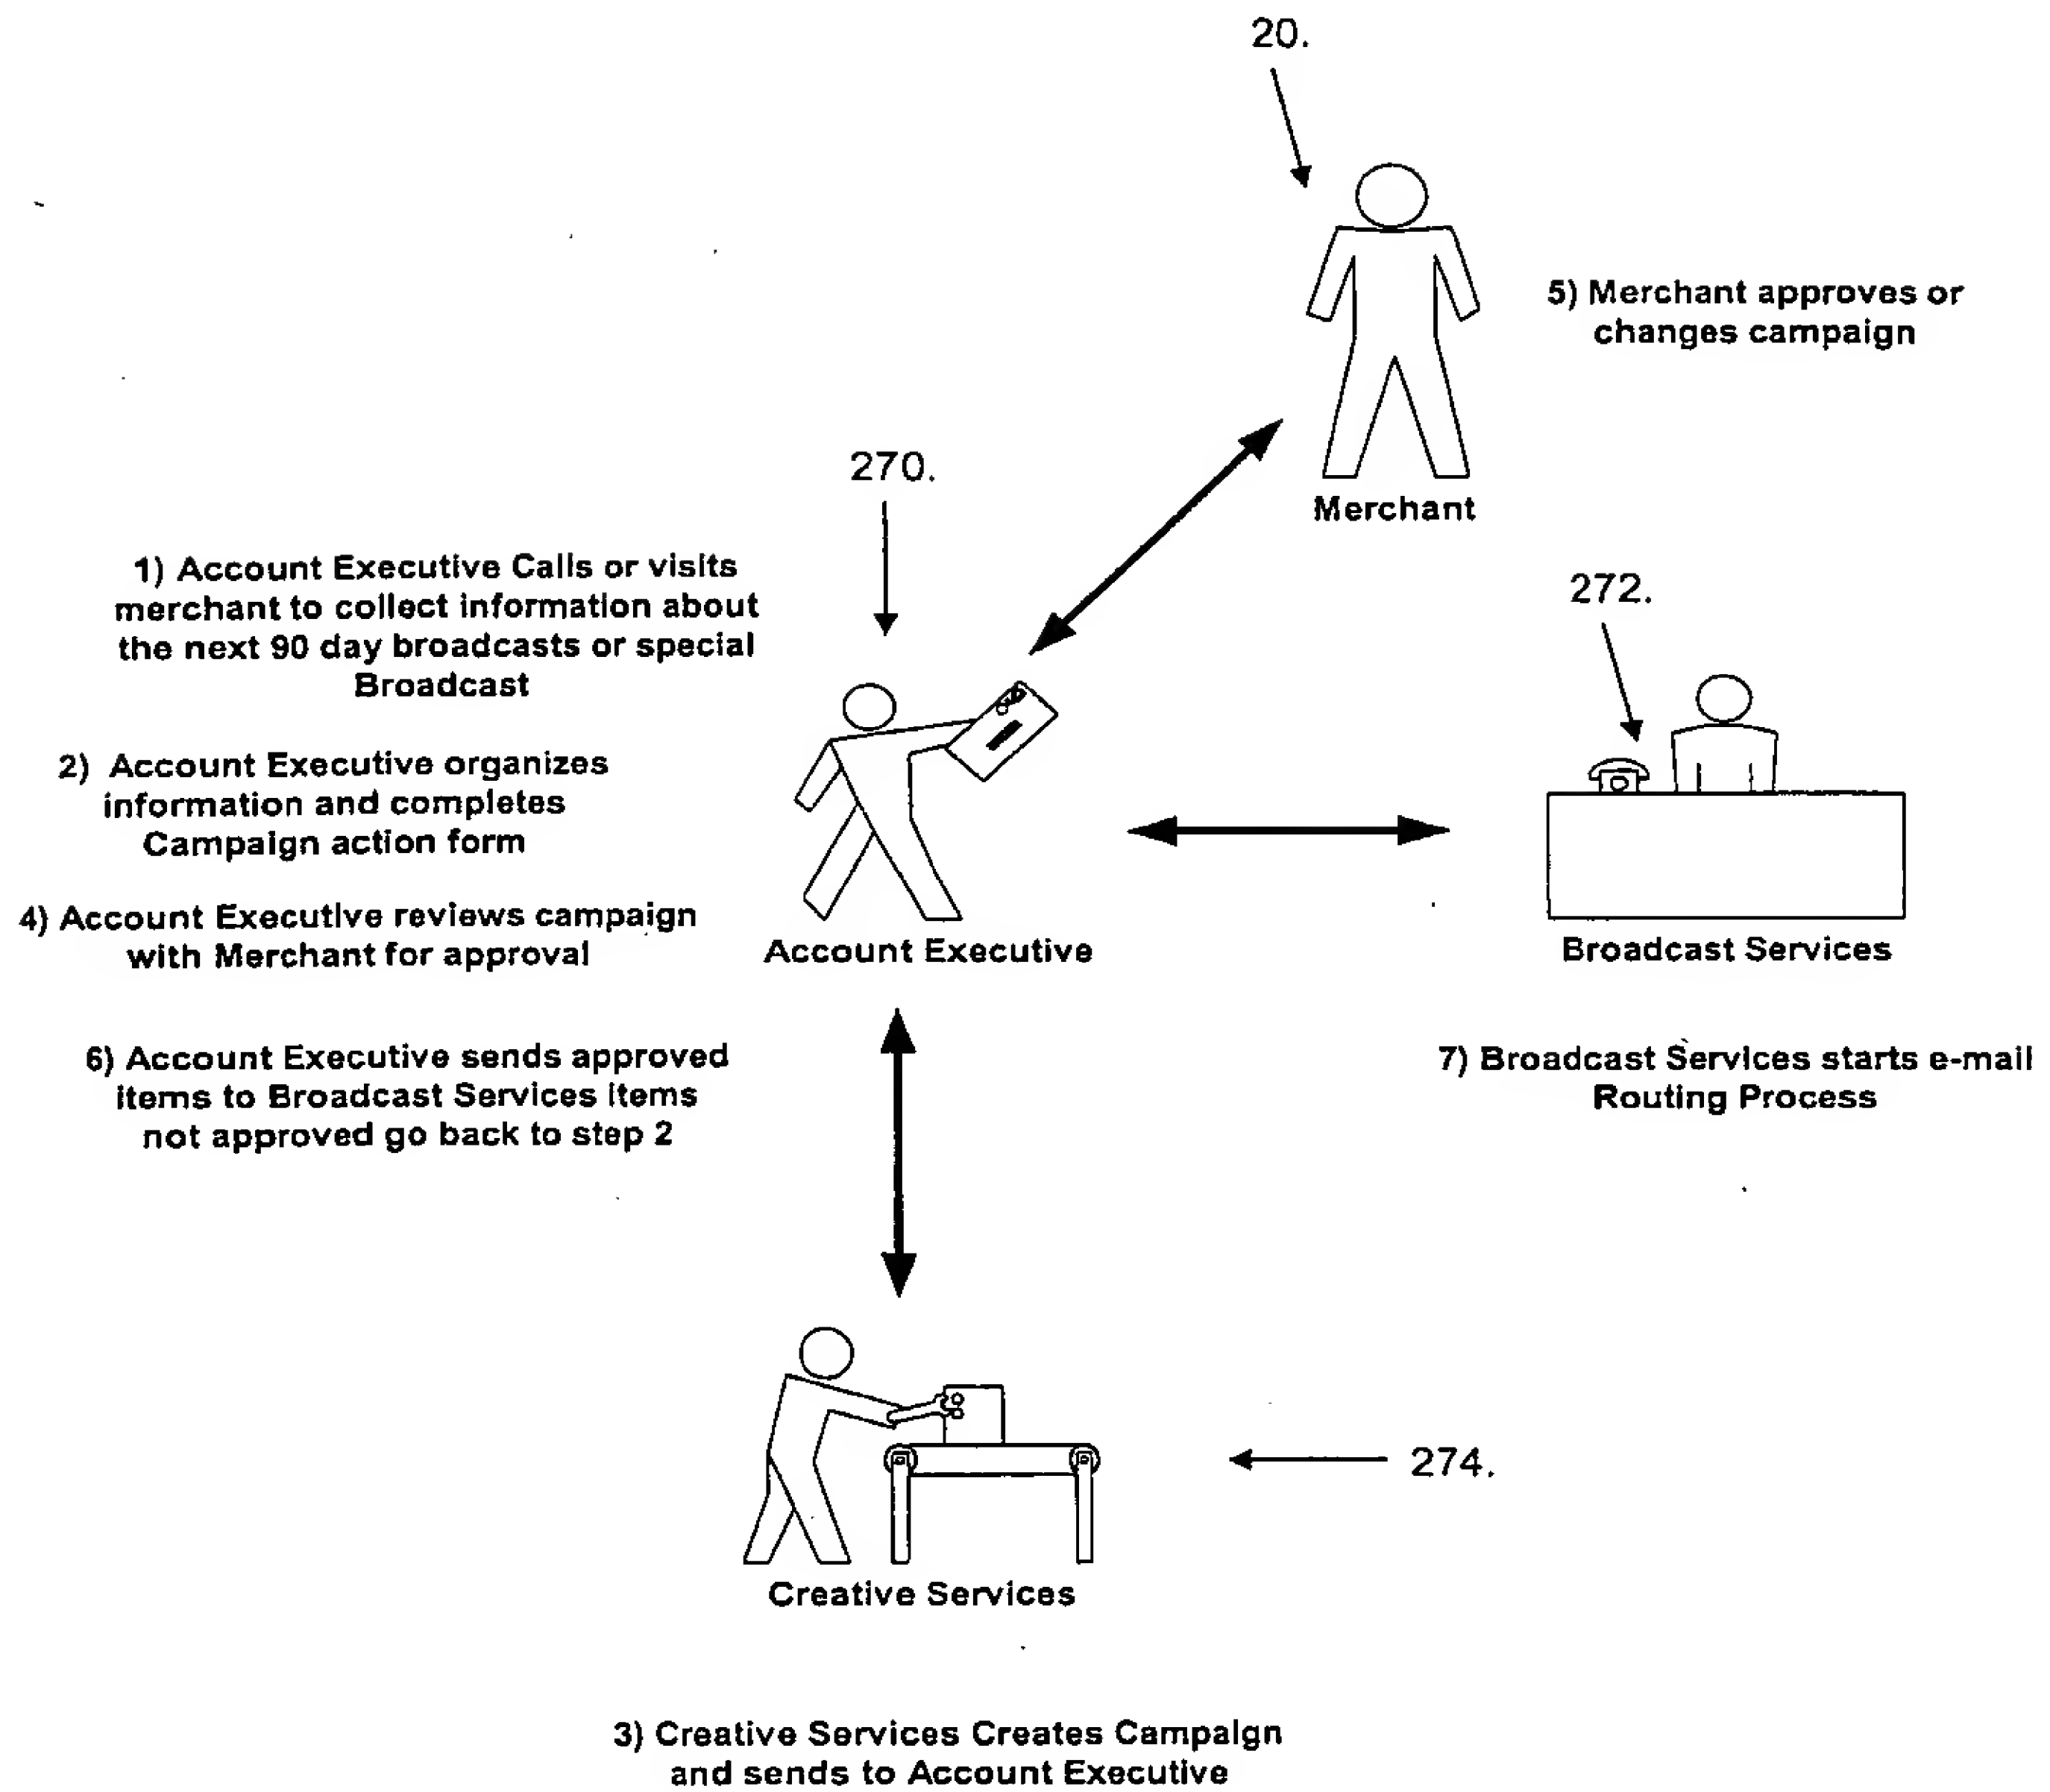 20.
5) Merchant approves or
changes campaign
Merchant
270.
1) Account Executive Calls or visits
merchant to collect information about
the next 90 day broadcasts or special
Broadcast
272.
2) Account Executive organizes
information and completes
Campaign action form
4) Account Executive reviews campaign
with Merchant for approval
Account Executive
Broadcast Services
6) Account Executive sends approved
items to Broadcast Services items
not approved go back to step 2
7) Broadcast Services starts e-mail
Routing Process
274.
Creative Services
3) Creative Services Creates Campaign
and sends to Account Executive